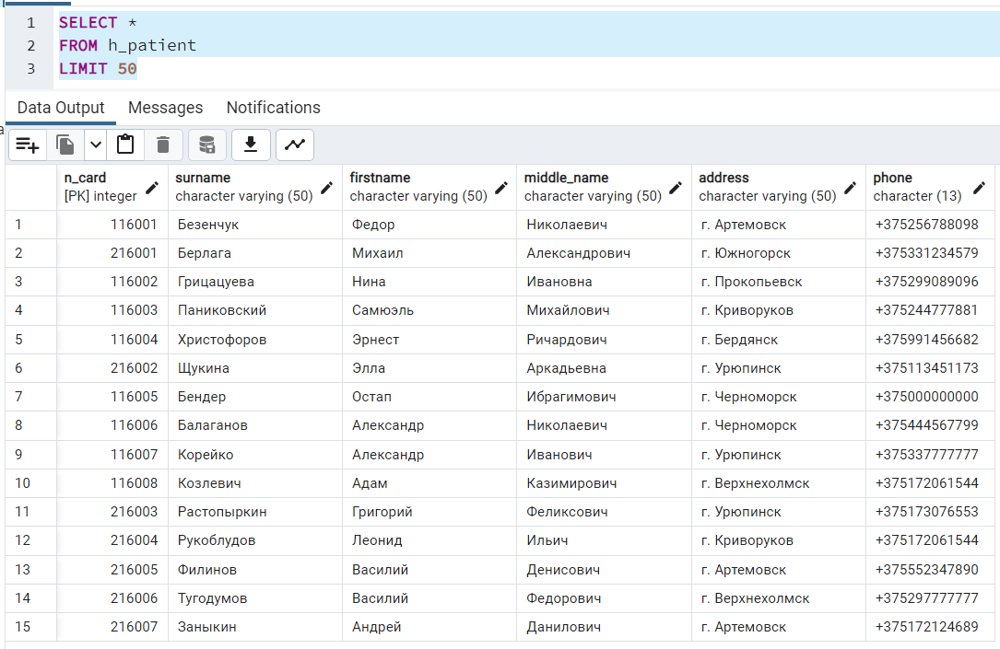 1 SELECT *
2 FROM h_patient
3 LIMIT 50
Data Output Messages Notifications
n_card surname firstname middle_name address phone
[PK] integer character varying (50) character varying (50) character varying (50) character varying (50) character (13)
1 116001 Безенчук Федор Николаевич г. Артемовск +375256788098
2 216001 Берлага Михаил Александрович г. Южногорск +375331234579
3 116002 Грицацуева Нина Ивановна г. Прокопьевск +375299089096
4 116003 Паниковский Самюэль Михайлович г. Криворуков +375244777881
5 116004 Христофоров Эрнест Ричардович г. Бердянск +375991456682
6 216002 Щукина Элла Аркадьевна г. Урюпинск +375113451173
7 116005 Бендер Остап Ибрагимович г. Черноморск +375000000000
8 116006 Балаганов Александр Николаевич г. Черноморск +375444567799
9 116007 Корейко Александр Иванович г. Урюпинск +375337777777
10 116008 Козлевич Адам Казимирович г. Верхнехолмск +375172061544
11 216003 Растопыркин Григорий Феликсович г. Урюпинск +375173076553
12 216004 Рукоблудов Леонид Ильич г. Криворуков +375172061544
13 216005 Филинов Василий Денисович г. Артемовск +375552347890
14 216006 Тугодумов Василий Федорович г. Верхнехолмск +375297777777
15 216007 Заныкин Андрей Данилович г. Артемовск +375172124689